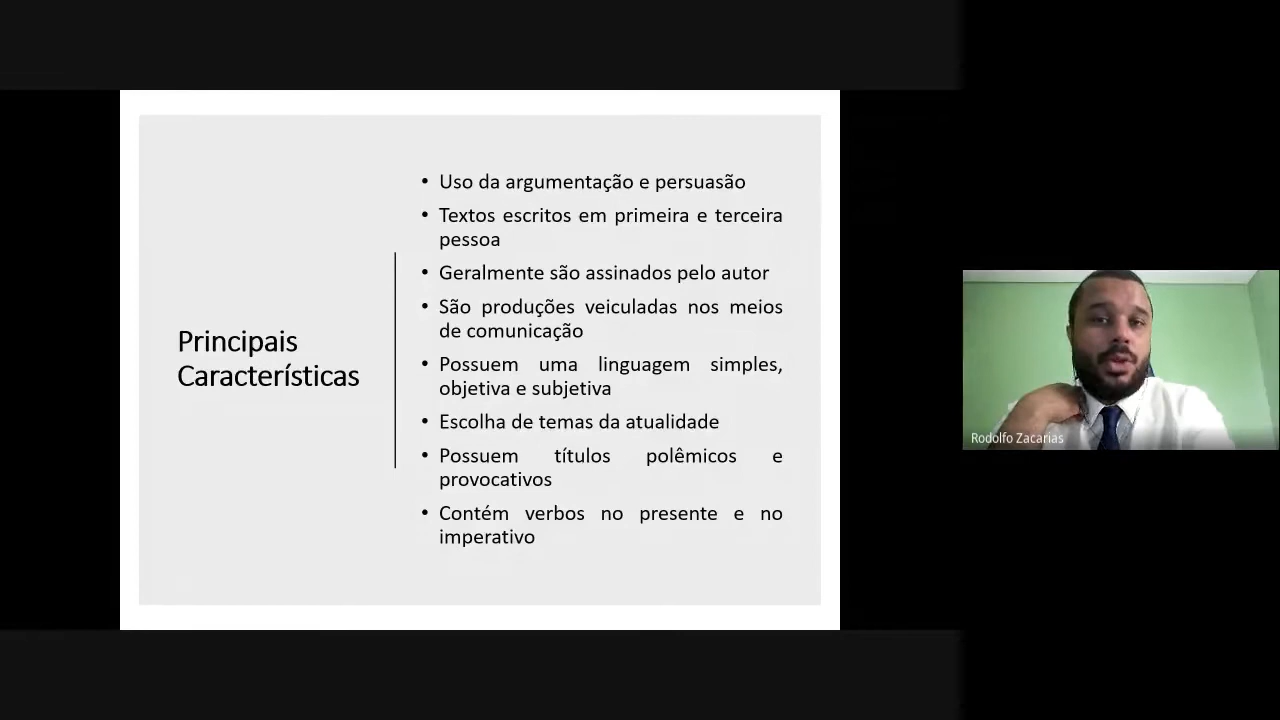 Principais
Características
• Uso da argumentação e persuasão
• Textos escritos em primeira e terceira
pessoa
• Geralmente são assinados pelo autor
• São produções veiculadas nos meios
de comunicação
• Possuem uma linguagem simples,
objetiva e subjetiva
• Escolha de temas da atualidade
• Possuem títulos polêmicos e
provocativos
• Contém verbos no presente e no
imperativo
Rodolfo Zacarias